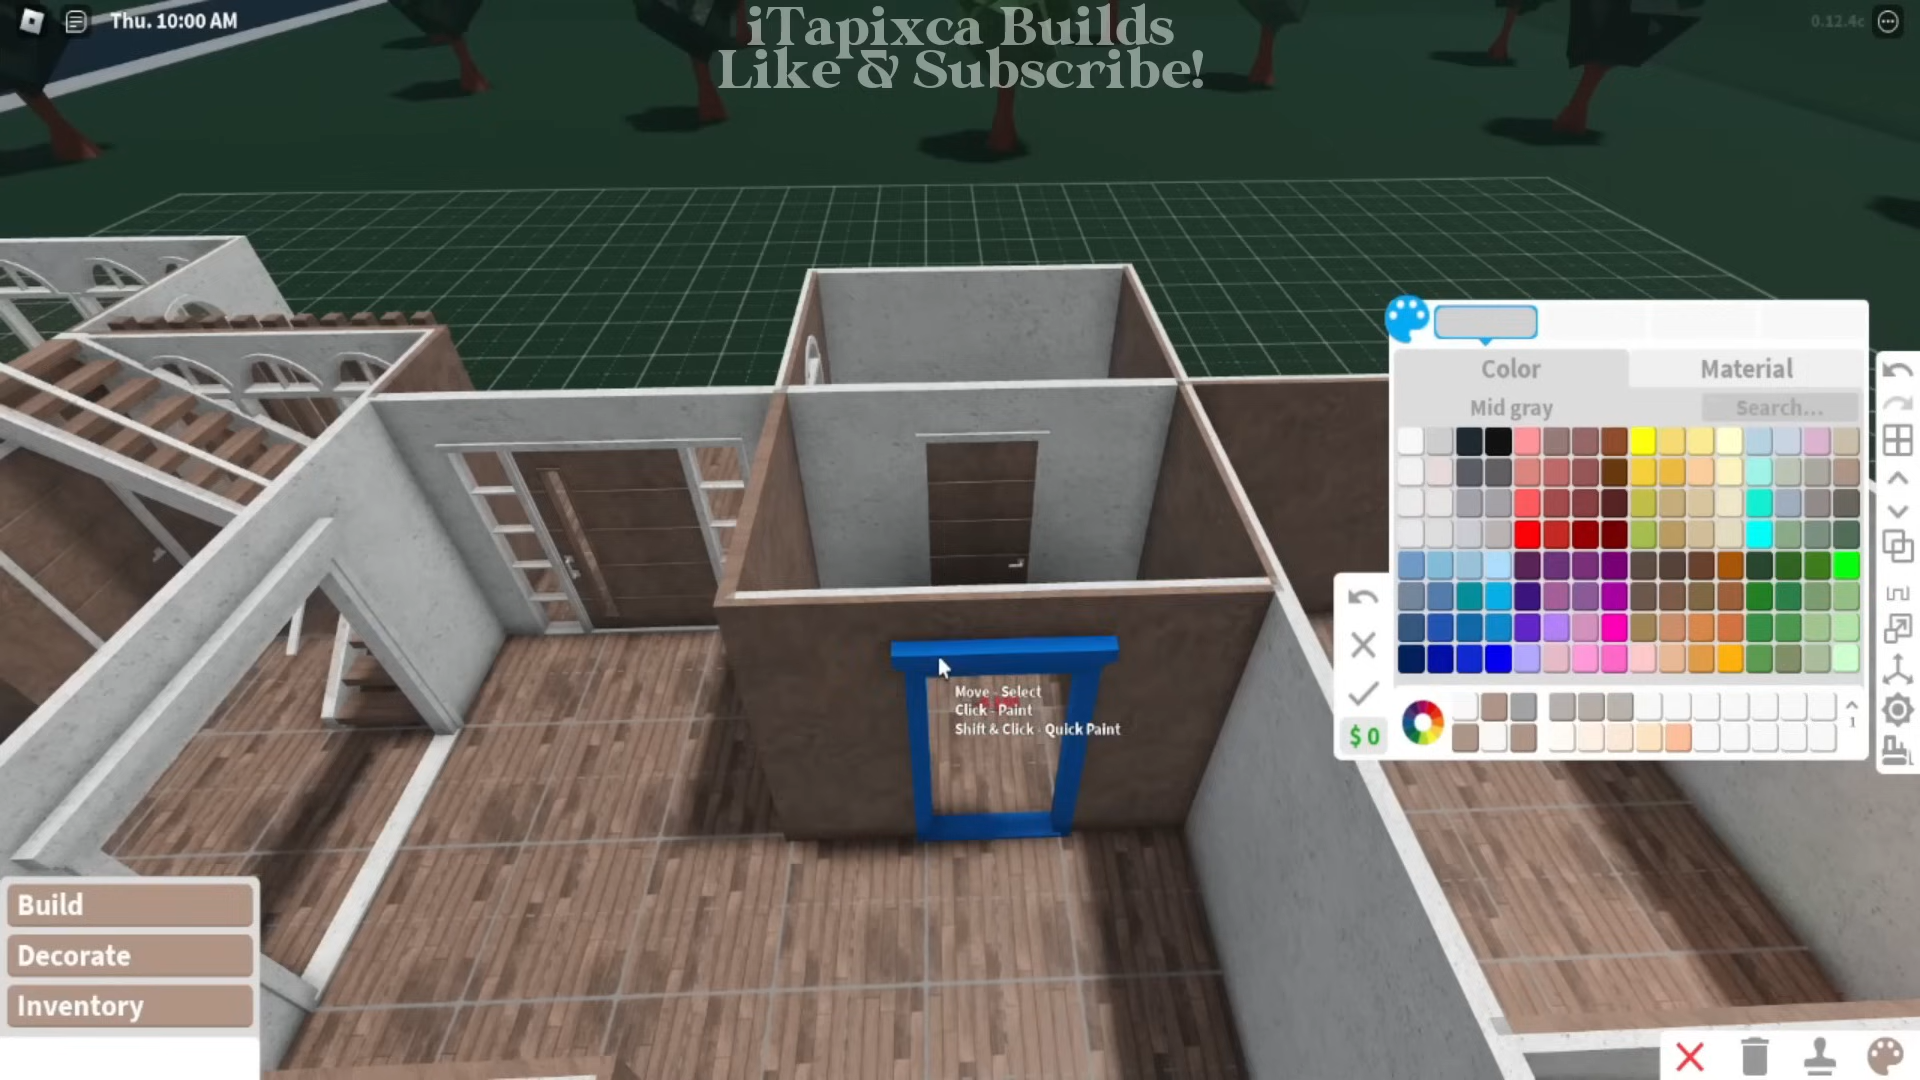 Thu. 10:00 AM
iTapixca Builds
Like & Subscribe!
0.12.4c
Color
Material
Mid gray
Search...
Move - Select
Click - Paint
Shift & Click - Quick Paint
$ 0
1
Build
Decorate
Inventory